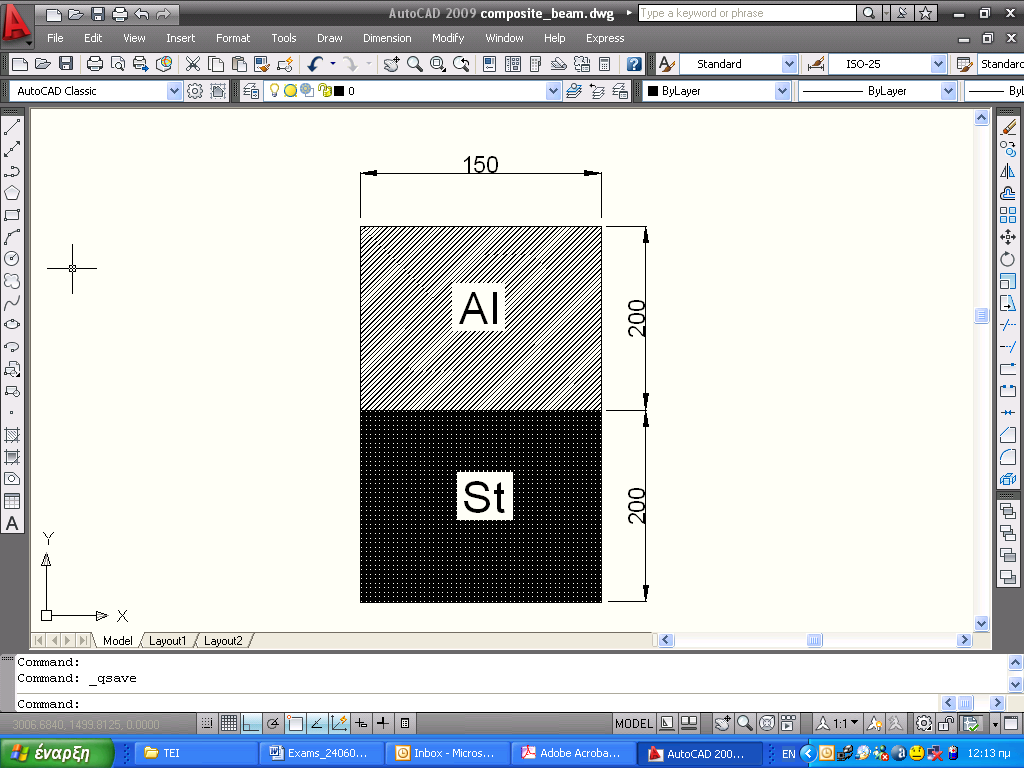 AutoCAD 2009 composite_beam.dwg
Type a keyword or phrase
File Edit View Insert Format Tools Draw Dimension Modify Window Help Express
Standard ISO-25 Standard
AutoCAD Classic 0 ByLayer ByLayer ByL
150
Al
200
St
200
Y
X
A
Model Layout1 Layout2
Command:
Command: _qsave
Command:
3006.6840, 1499.8125, 0.0000 MODEL 1:1
έναρξη TEI Exams_24060... Inbox - Micros... Adobe Acroba... AutoCAD 200... EN 12:13 πμ